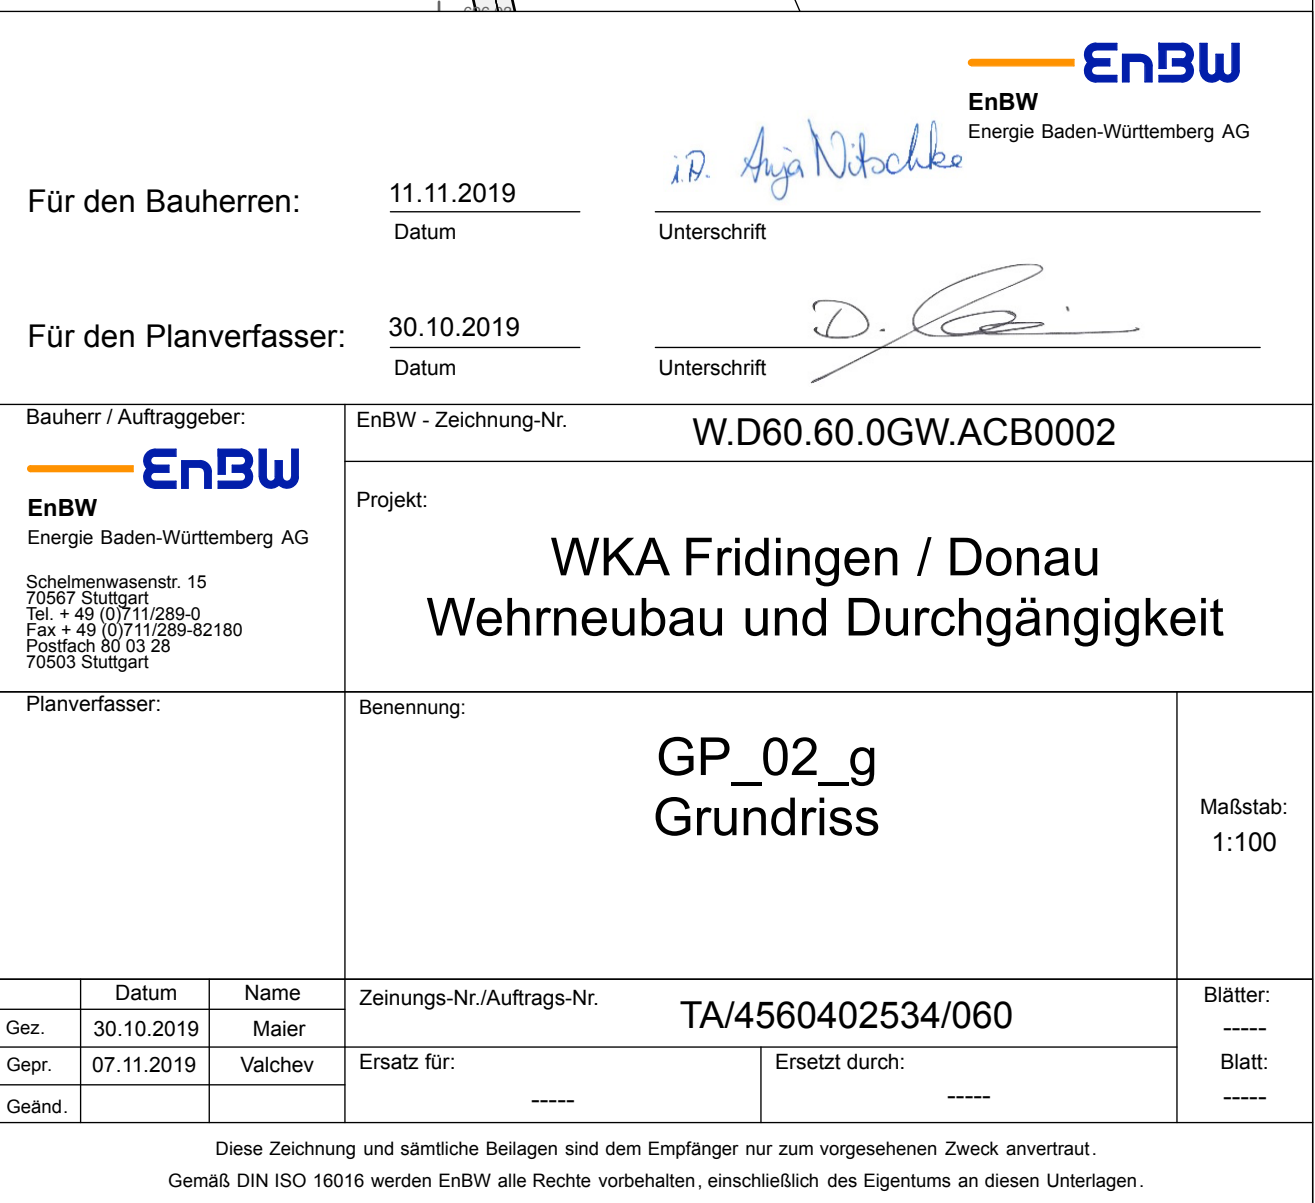 EnBW
EnBW
Energie Baden-Württemberg AG
i.A. Anja Nitschke
Für den Bauherren:
11.11.2019
Datum
Unterschrift
Für den Planverfasser:
30.10.2019
D.
Datum
Unterschrift
Bauherr / Auftraggeber:
EnBW
EnBW
Energie Baden-Württemberg AG
Schelmenwasenstr. 15
70567 Stuttgart
Tel. + 49 (0)711/289-0
Fax + 49 (0)711/289-82180
Postfach 80 03 28
70503 Stuttgart
EnBW - Zeichnung-Nr.
W.D60.60.0GW.ACB0002
Projekt:
WKA Fridingen / Donau
Wehrneubau und Durchgängigkeit
Planverfasser:
Benennung:
GP_02_g
Grundriss
Maßstab:
1:100
Datum Name
Gez. 30.10.2019 Maier
Gepr. 07.11.2019 Valchev
Geänd.
Zeinungs-Nr./Auftrags-Nr.
TA/4560402534/060
Ersatz für:
-----
Ersetzt durch:
-----
Blätter:
-----
Blatt:
-----
Diese Zeichnung und sämtliche Beilagen sind dem Empfänger nur zum vorgesehenen Zweck anvertraut.
Gemäß DIN ISO 16016 werden EnBW alle Rechte vorbehalten, einschließlich des Eigentums an diesen Unterlagen.